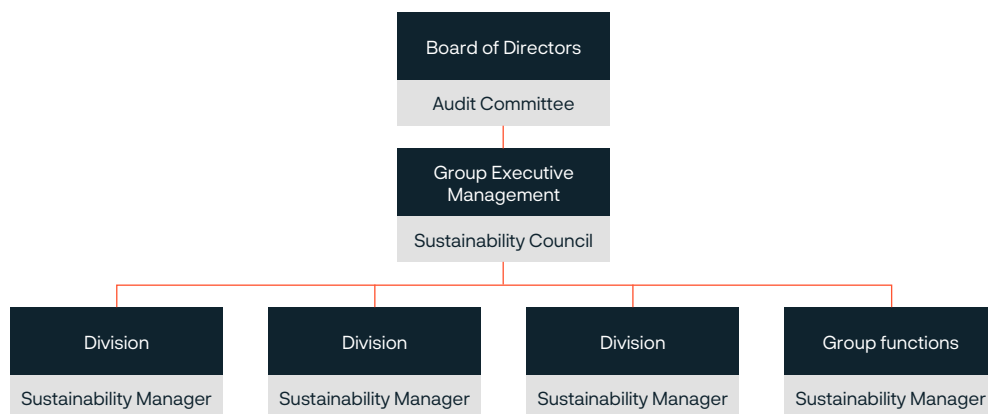 Board of Directors
Audit Committee
Group Executive
Management
Sustainability Council
Division
Sustainability Manager
Division
Sustainability Manager
Division
Sustainability Manager
Group functions
Sustainability Manager